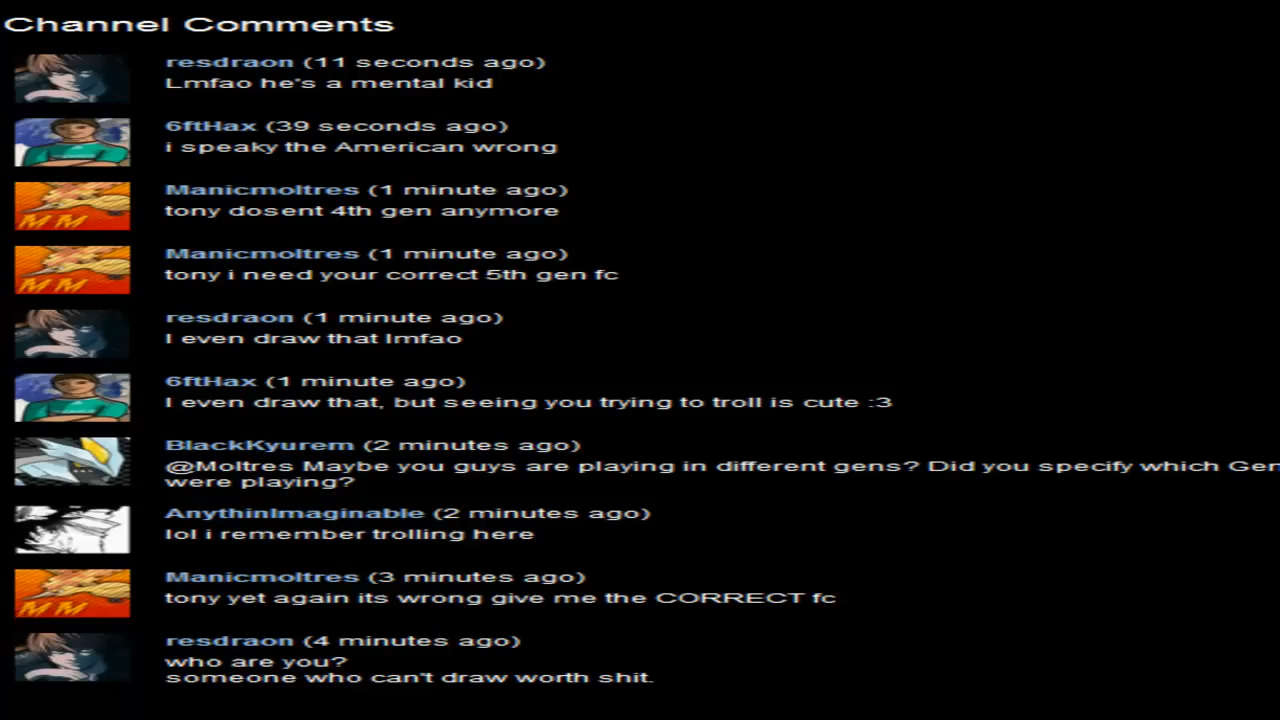 Channel Comments
resdraon (11 seconds ago)
Lmfao he's a mental kid
6ftHax (39 seconds ago)
i speaky the American wrong
Manicmoltres (1 minute ago)
tony dosent 4th gen anymore
Manicmoltres (1 minute ago)
tony i need your correct 5th gen fc
resdraon (1 minute ago)
I even draw that lmfao
6ftHax (1 minute ago)
I even draw that, but seeing you trying to troll is cute :3
BlackKyurem (2 minutes ago)
@Moltres Maybe you guys are playing in different gens? Did you specify which Gen
were playing?
AnythinImaginable (2 minutes ago)
lol i remember trolling here
Manicmoltres (3 minutes ago)
tony yet again its wrong give me the CORRECT fc
resdraon (4 minutes ago)
who are you?
someone who can't draw worth shit.
MM
MM
MM